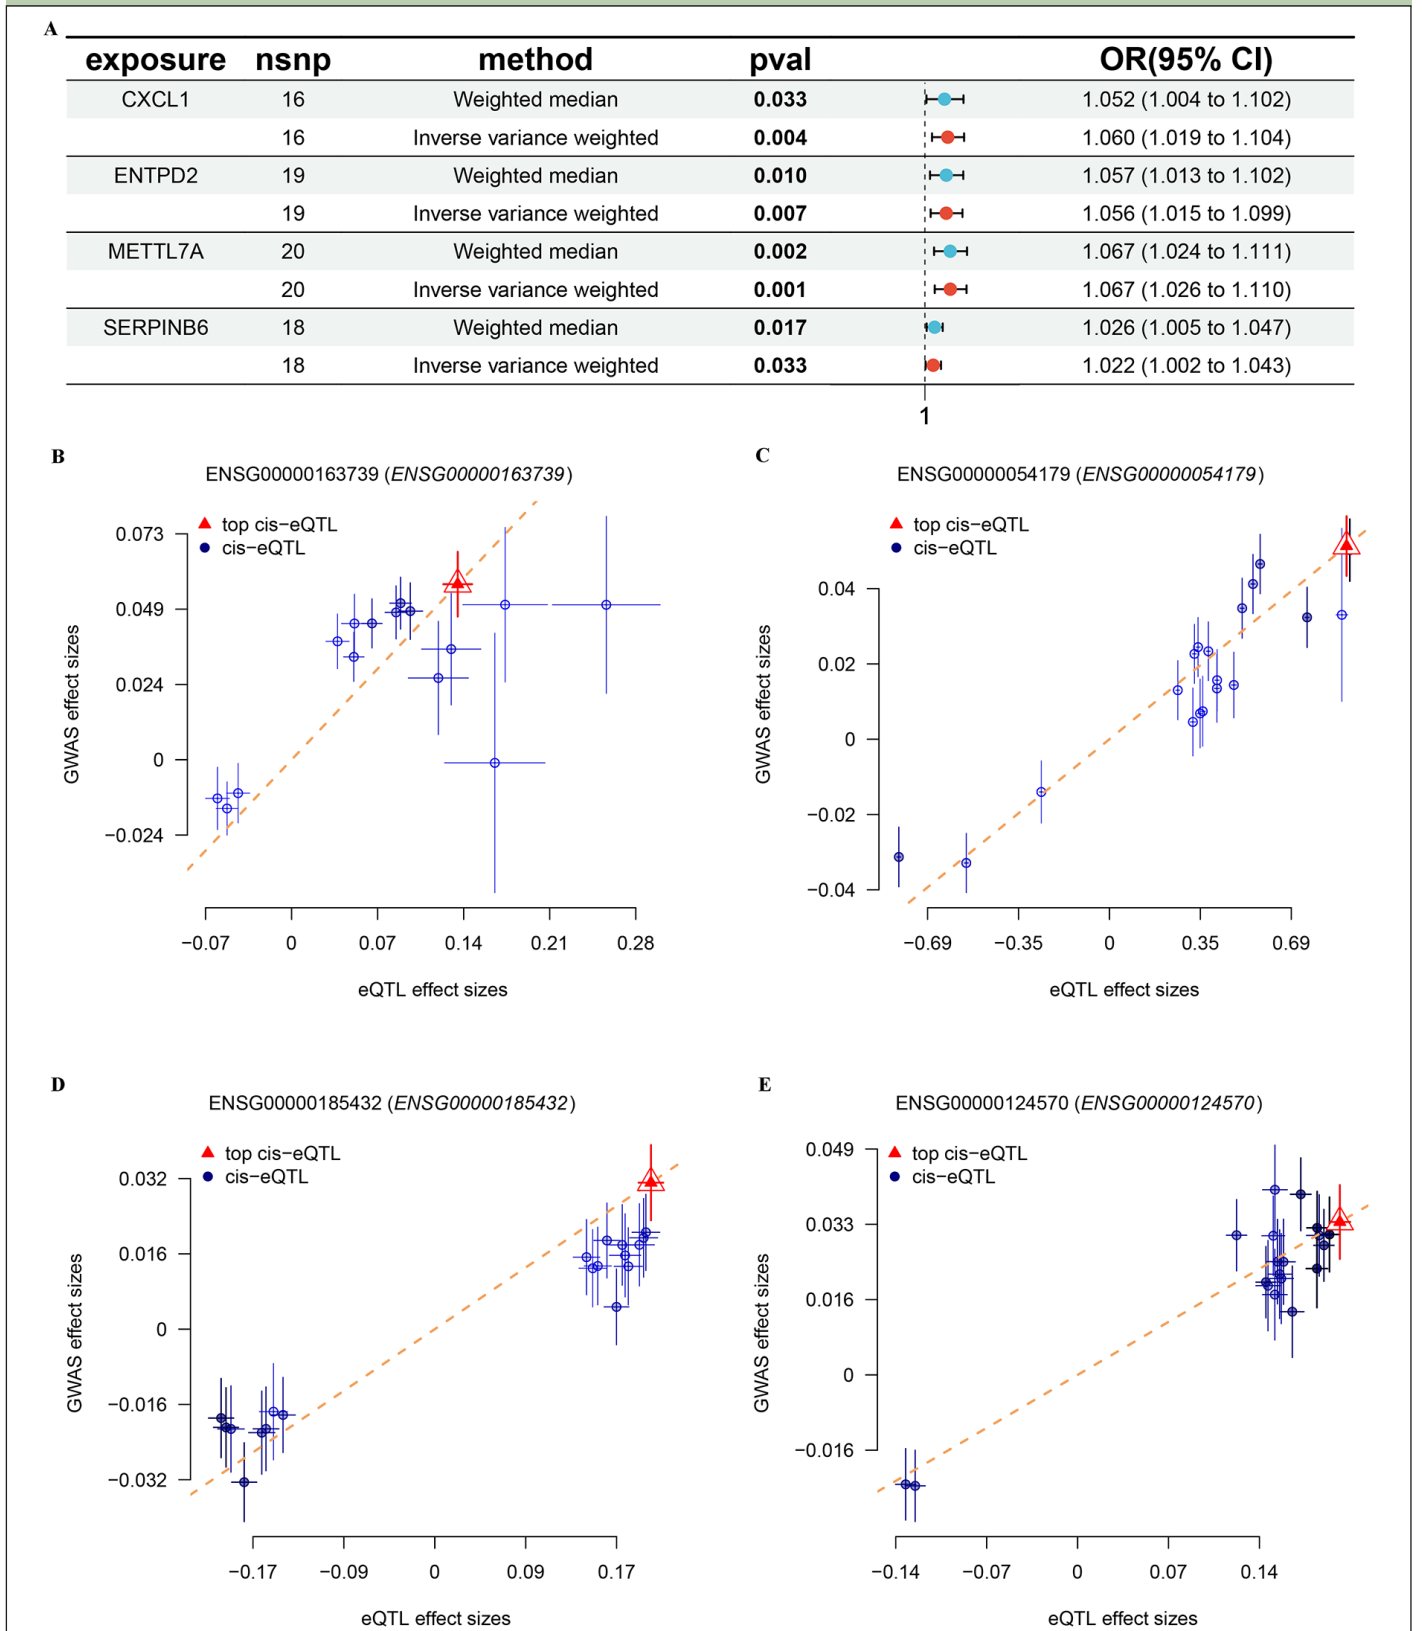 A
exposure nsnp method pval OR(95% CI)
CXCL1 16 Weighted median 0.033 1.052 (1.004 to 1.102)
16 Inverse variance weighted 0.004 1.060 (1.019 to 1.104)
ENTPD2 19 Weighted median 0.010 1.057 (1.013 to 1.102)
19 Inverse variance weighted 0.007 1.056 (1.015 to 1.099)
METTL7A 20 Weighted median 0.002 1.067 (1.024 to 1.111)
20 Inverse variance weighted 0.001 1.067 (1.026 to 1.110)
SERPINB6 18 Weighted median 0.017 1.026 (1.005 to 1.047)
18 Inverse variance weighted 0.033 1.022 (1.002 to 1.043)
1
B
ENSG00000163739 (ENSG00000163739)
top cis−eQTL
cis−eQTL
0.073
0.049
0.024
0
−0.024
GWAS effect sizes
−0.07 0 0.07 0.14 0.21 0.28
eQTL effect sizes
C
ENSG00000054179 (ENSG00000054179)
top cis−eQTL
cis−eQTL
0.04
0.02
0
−0.02
−0.04
GWAS effect sizes
−0.69 −0.35 0 0.35 0.69
eQTL effect sizes
D
ENSG00000185432 (ENSG00000185432)
top cis−eQTL
cis−eQTL
0.032
0.016
0
−0.016
−0.032
GWAS effect sizes
−0.17 −0.09 0 0.09 0.17
eQTL effect sizes
E
ENSG00000124570 (ENSG00000124570)
top cis−eQTL
cis−eQTL
0.049
0.033
0.016
0
−0.016
GWAS effect sizes
−0.14 −0.07 0 0.07 0.14
eQTL effect sizes